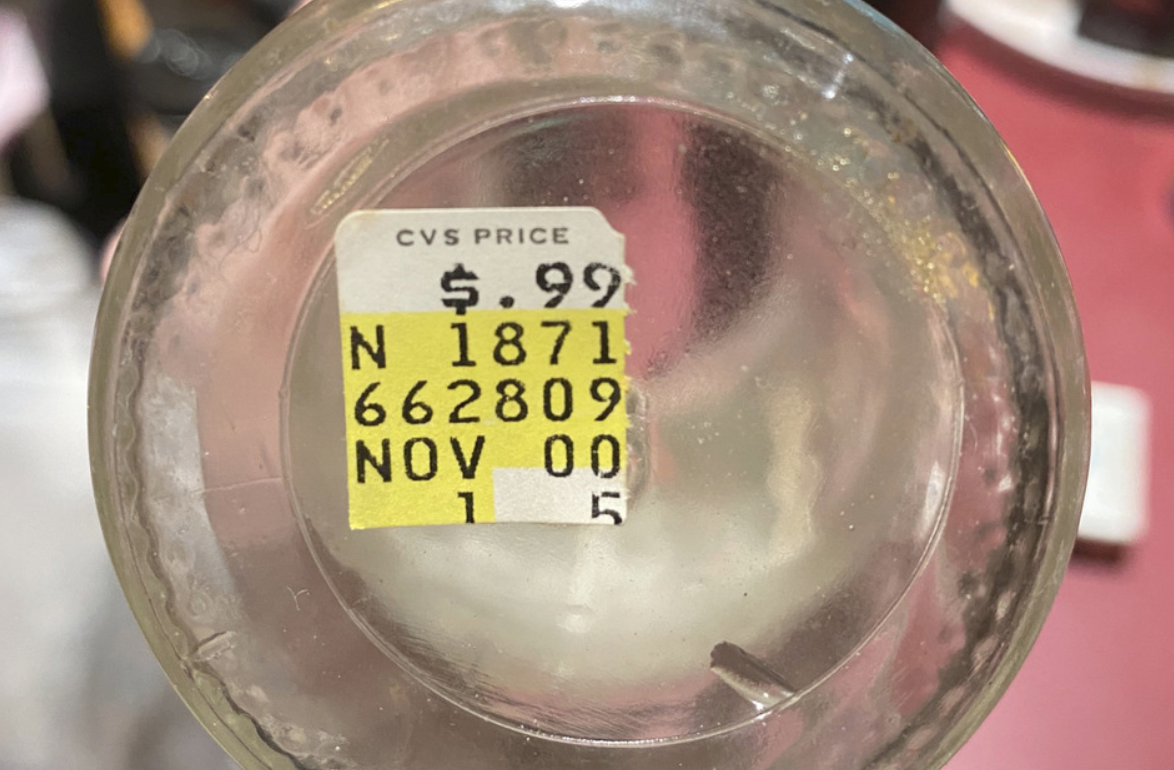 CVS PRICE
$.99
N 1871
662809
NOV 00
1 5